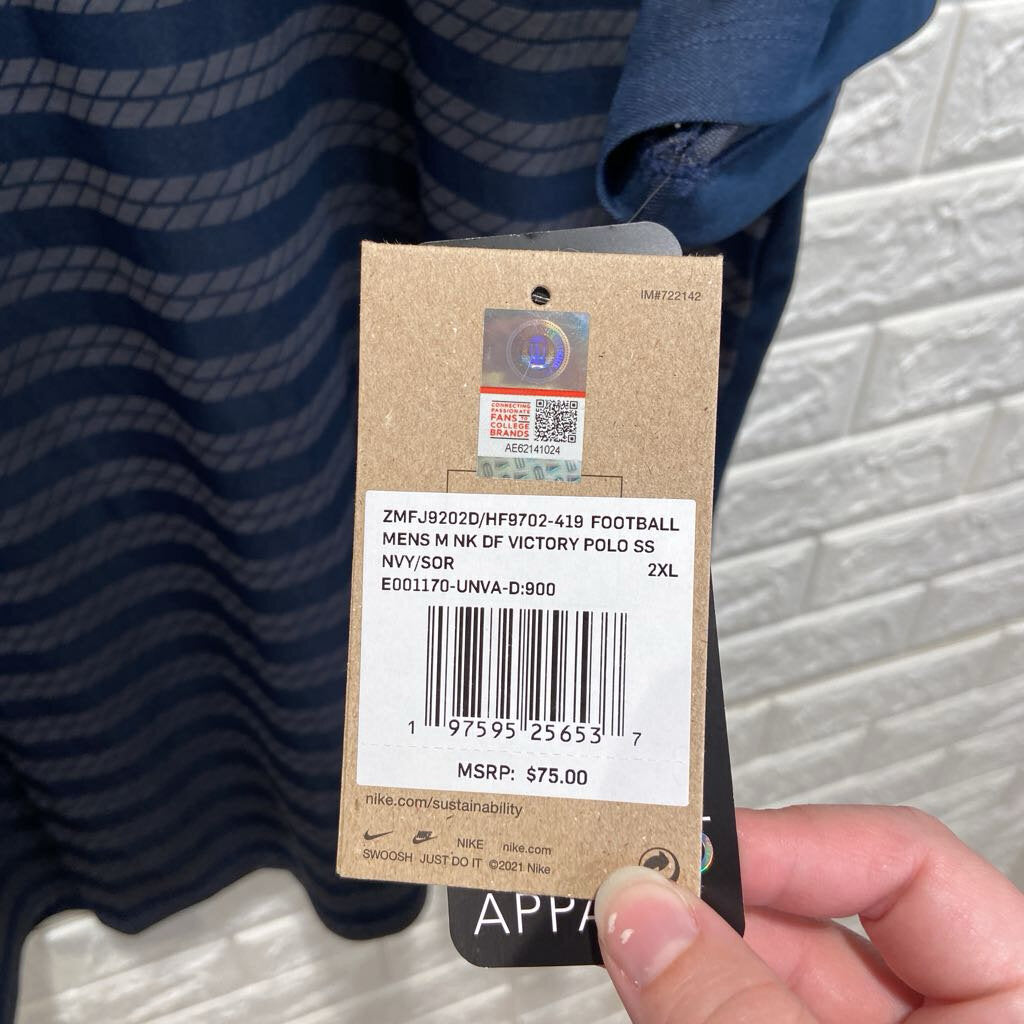 IM#722142
CONNECTING
PASSIONATE
FANS TO
COLLEGE
BRANDS
AE62141024
ZMFJ9202D/HF9702-419 FOOTBALL
MENS M NK DF VICTORY POLO SS
NVY/SOR 2XL
E001170-UNVA-D:900
1 97595 25653 7
MSRP: $75.00
nike.com/sustainability
NIKE nike.com
SWOOSH JUST DO IT ©2021 Nike